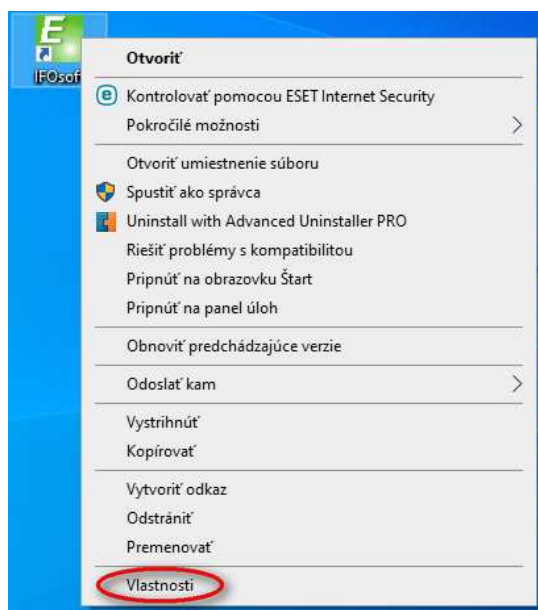 IFOsof
Otvoriť
Kontrolovať pomocou ESET Internet Security
Pokročilé možnosti
Otvoriť umiestnenie súboru
Spustiť ako správca
Uninstall with Advanced Uninstaller PRO
Riešiť problémy s kompatibilitou
Pripnúť na obrazovku Štart
Pripnúť na panel úloh
Obnoviť predchádzajúce verzie
Odoslať kam
Vystrihnúť
Kopírovať
Vytvoriť odkaz
Odstrániť
Premenovať
Vlastnosti